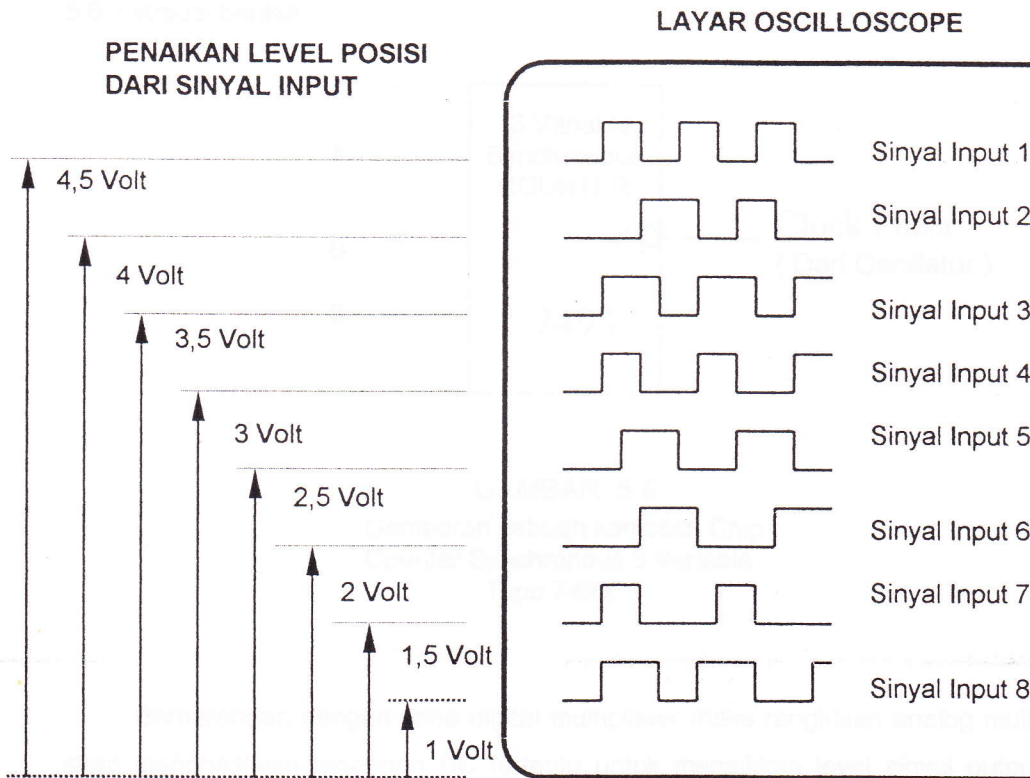 LAYAR OSCILLOSCOPE
PENAIKAN LEVEL POSISI
DARI SINYAL INPUT
4,5 Volt
4 Volt
3,5 Volt
3 Volt
2,5 Volt
2 Volt
1,5 Volt
1 Volt
Sinyal Input 1
Sinyal Input 2
Sinyal Input 3
Sinyal Input 4
Sinyal Input 5
Sinyal Input 6
Sinyal Input 7
Sinyal Input 8